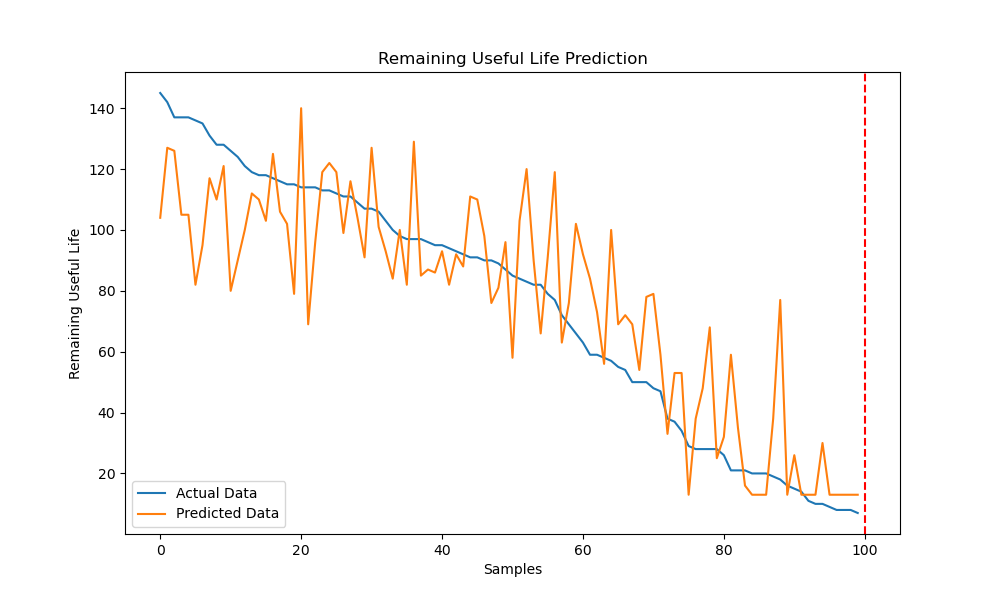 Remaining Useful Life Prediction
Remaining Useful Life
140
120
100
80
60
40
20
Actual Data
Predicted Data
0
20
40
60
80
100
Samples